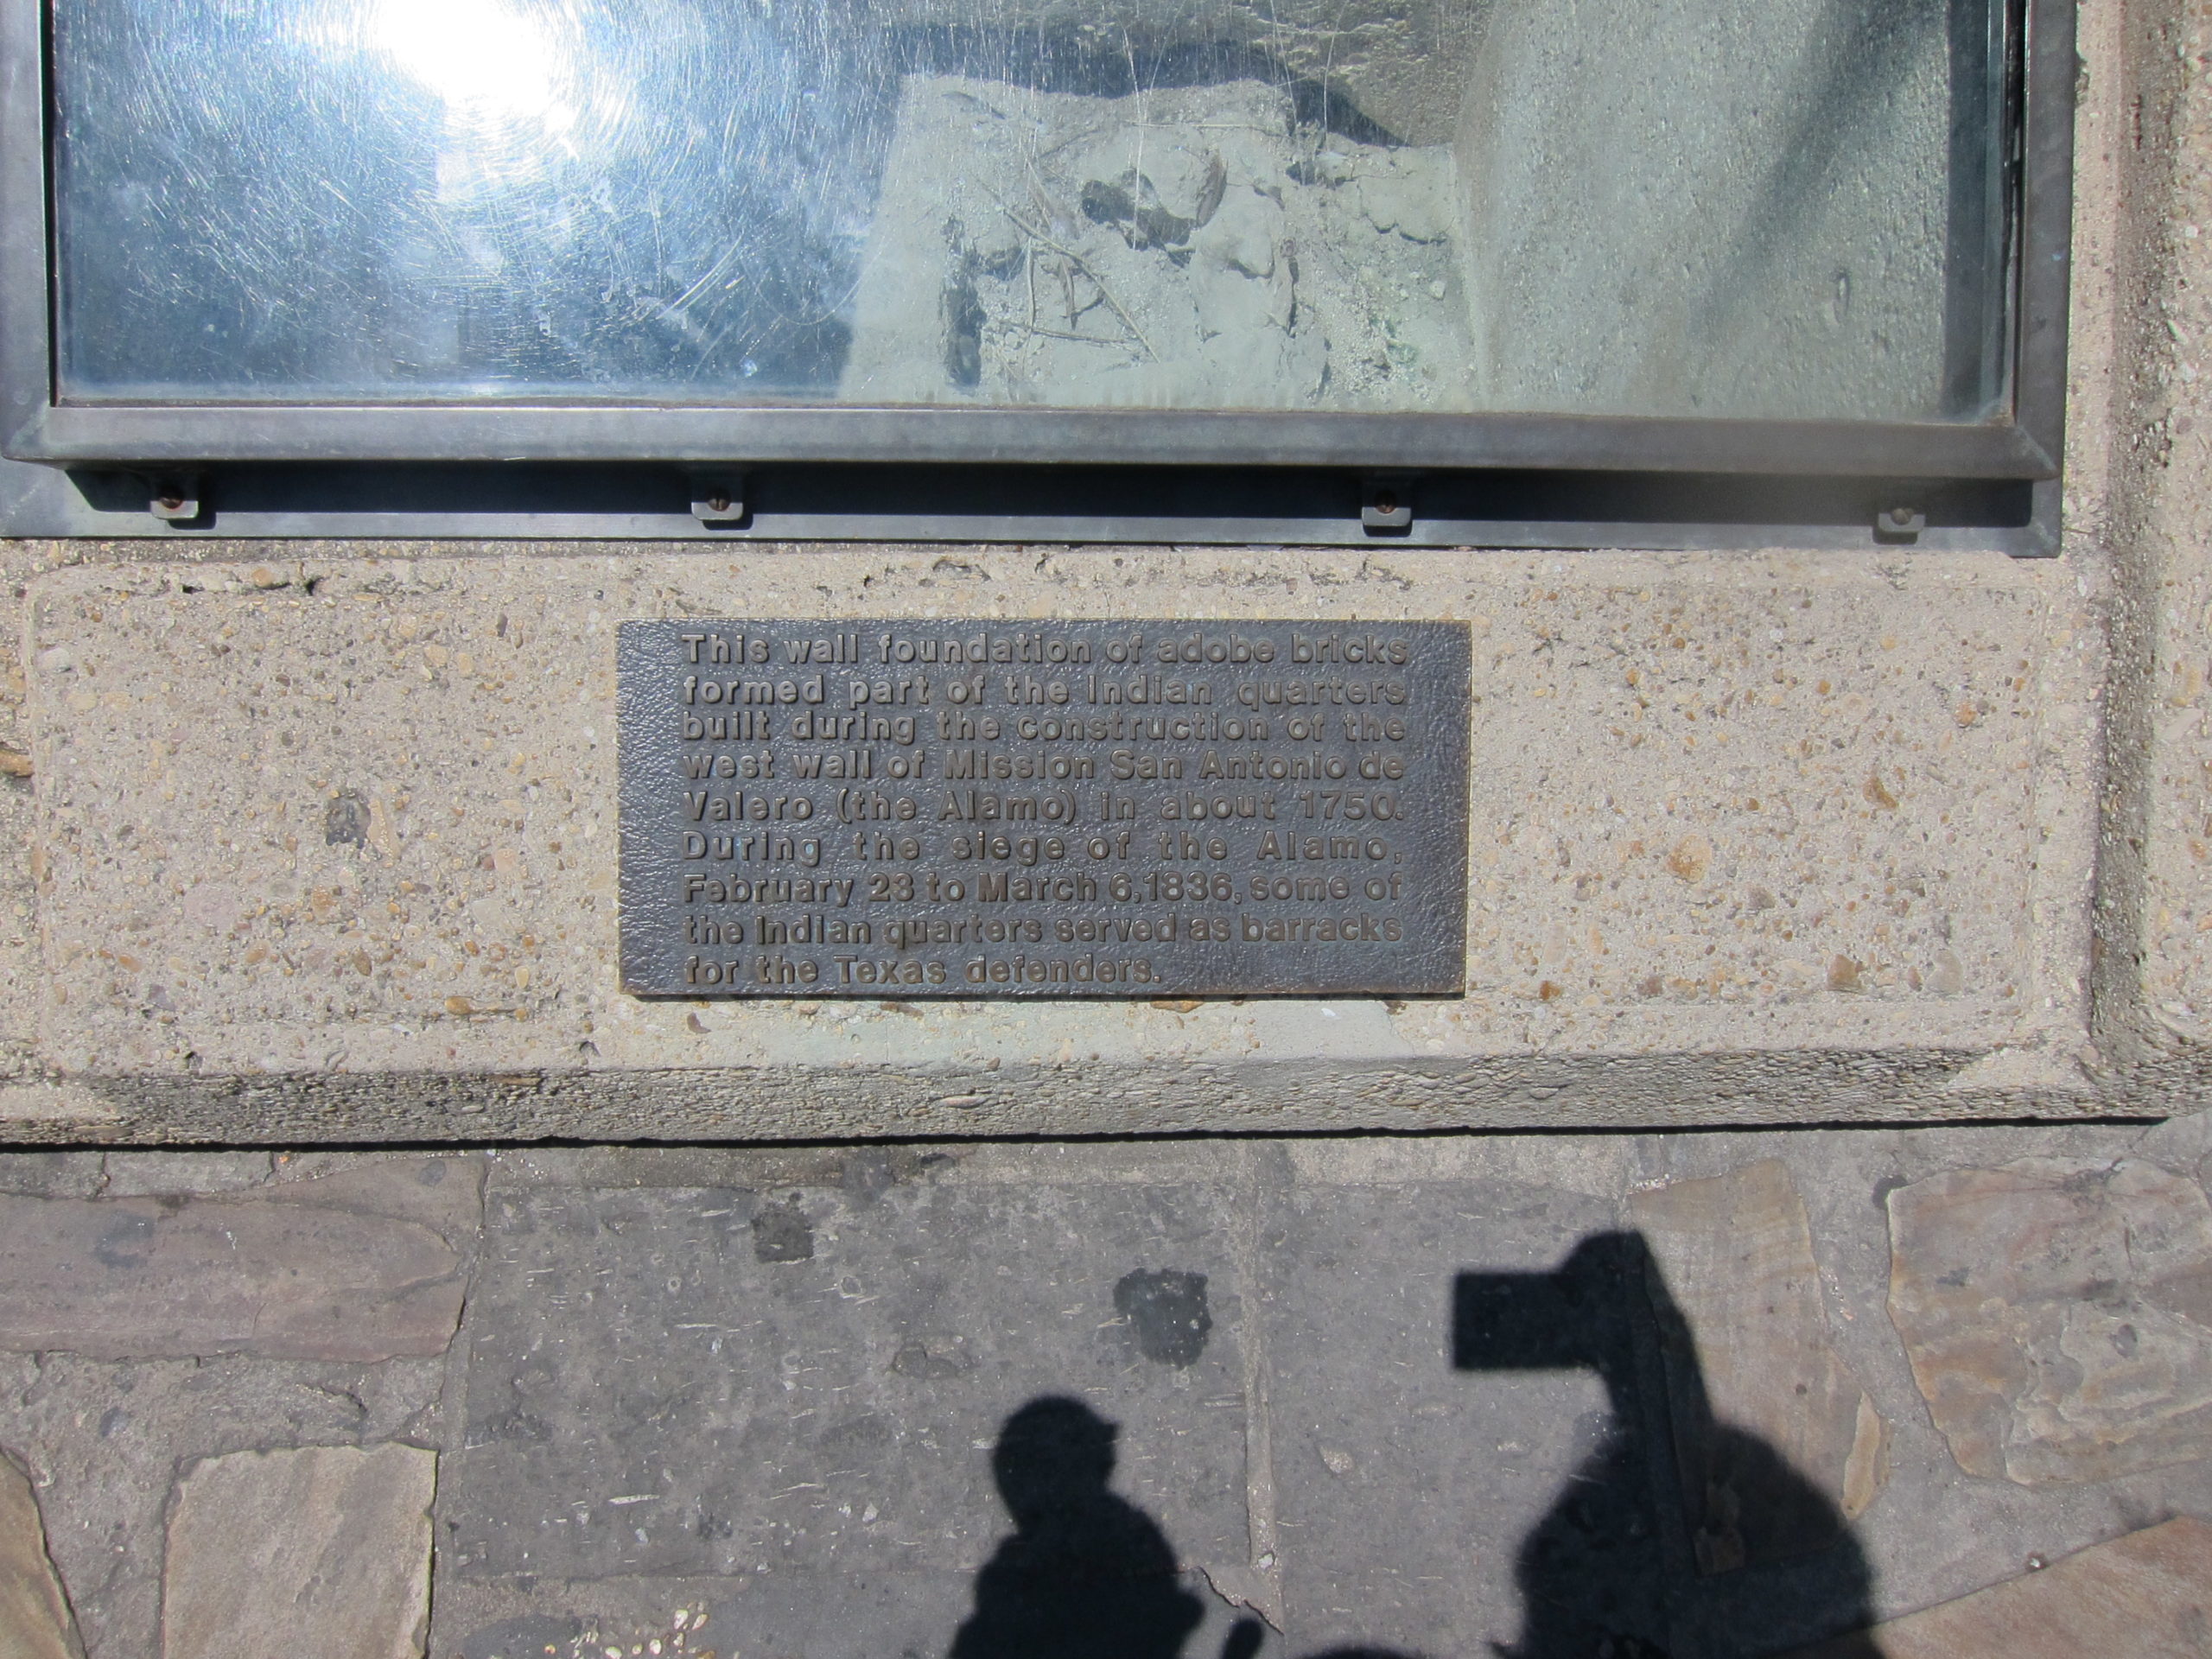 This wall foundation of adobe bricks
formed part of the Indian quarters
built during the construction of the
west wall of Mission San Antonio de
Valero (the Alamo) in about 1750.
During the siege of the Alamo,
February 23 to March 6,1836, some of
the Indian quarters served as barracks
for the Texas defenders.